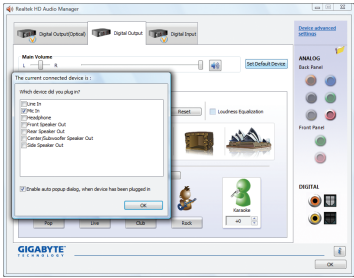 Realtek HD Audio Manager
Digital Output(Optical)
Digital Output
Digital Input
Device advanced settings
Main Volume
L
R
Set Default Device
ANALOG
Back Panel
The current connected device is :
Which device did you plug in?
Line In
Mic In
Headphone
Front Speaker Out
Rear Speaker Out
Center/Subwoofer Speaker Out
Side Speaker Out
Reset
Loudness Equalization
Front Panel
Enable auto popup dialog, when device has been plugged in
OK
DIGITAL
Karaoke
Pop
Live
Club
Rock
+0
GIGABYTE
TECHNOLOGY
OK